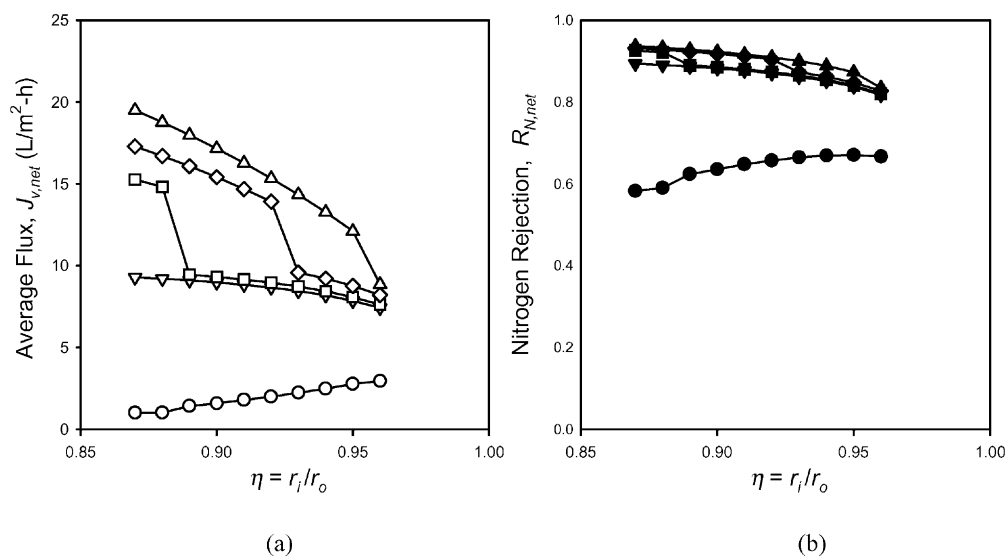 25
20
15
10
5
0
Average Flux, J_v,net (L/m²-h)
0.85 0.90 0.95 1.00
η = r_i/r_o
(a)
1.0
0.8
0.6
0.4
0.2
0.0
Nitrogen Rejection, R_N,net
0.85 0.90 0.95 1.00
η = r_i/r_o
(b)